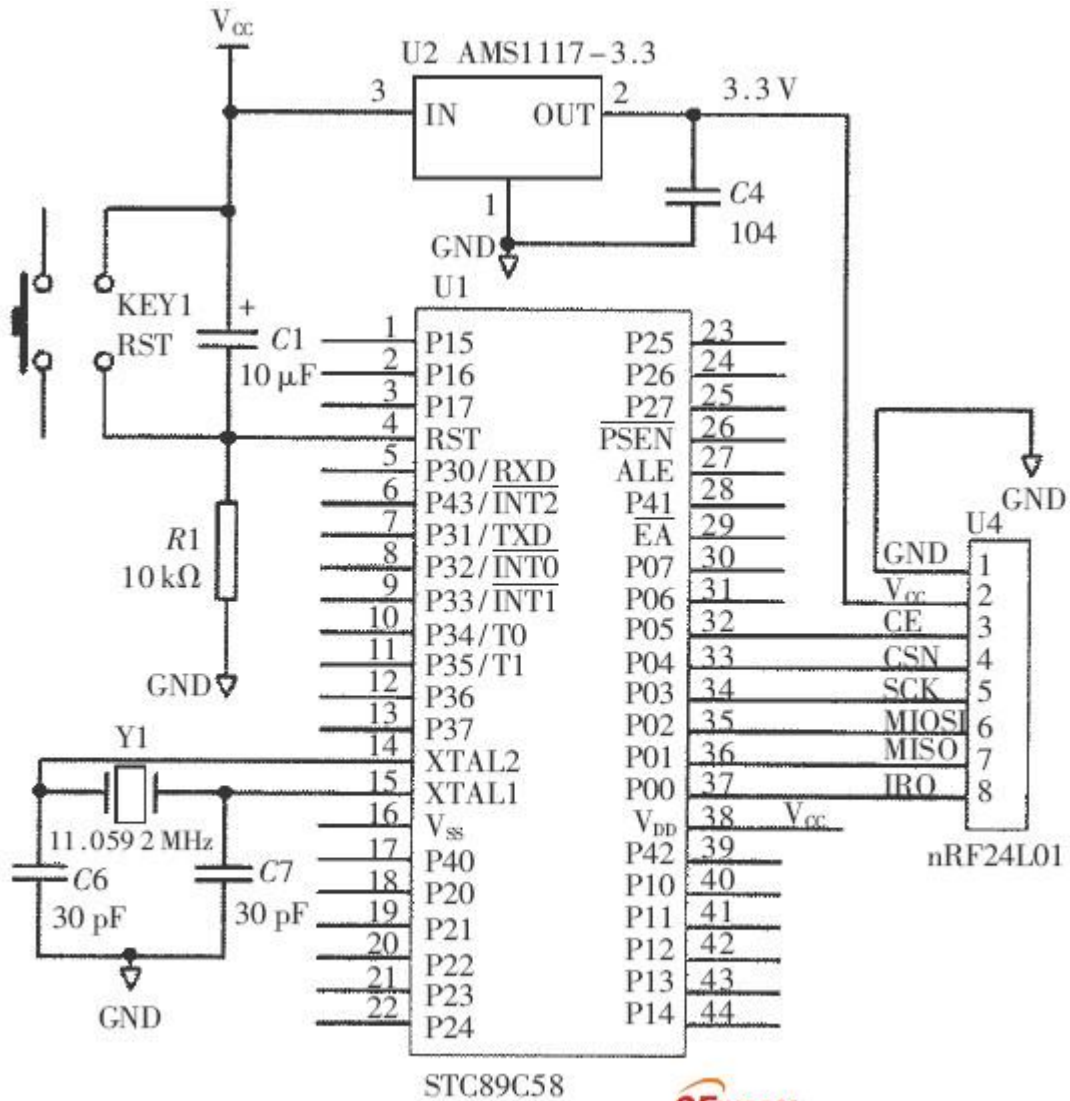 Vcc
U2 AMS1117-3.3
3
IN
OUT
2
3.3 V
1
GND
C4
104
KEY1
RST
+
C1
10 μF
R1
10 kΩ
GND
U1
1 P15
2 P16
3 P17
4 RST
5 P30/RXD
6 P43/INT2
7 P31/TXD
8 P32/INT0
9 P33/INT1
10 P34/T0
11 P35/T1
12 P36
13 P37
14 XTAL2
15 XTAL1
16 Vss
17 P40
18 P20
19 P21
20 P22
21 P23
22 P24
P25 23
P26 24
P27 25
PSEN 26
ALE 27
P41 28
EA 29
P07 30
P06 31
P05 32
P04 33
P03 34
P02 35
P01 36
P00 37
VDD 38 Vcc
P42 39
P10 40
P11 41
P12 42
P13 43
P14 44
STC89C58
Y1
11.059 2 MHz
C6
30 pF
C7
30 pF
GND
GND
U4
GND 1
Vcc 2
CE 3
CSN 4
SCK 5
MIOSI 6
MISO 7
IRO 8
nRF24L01